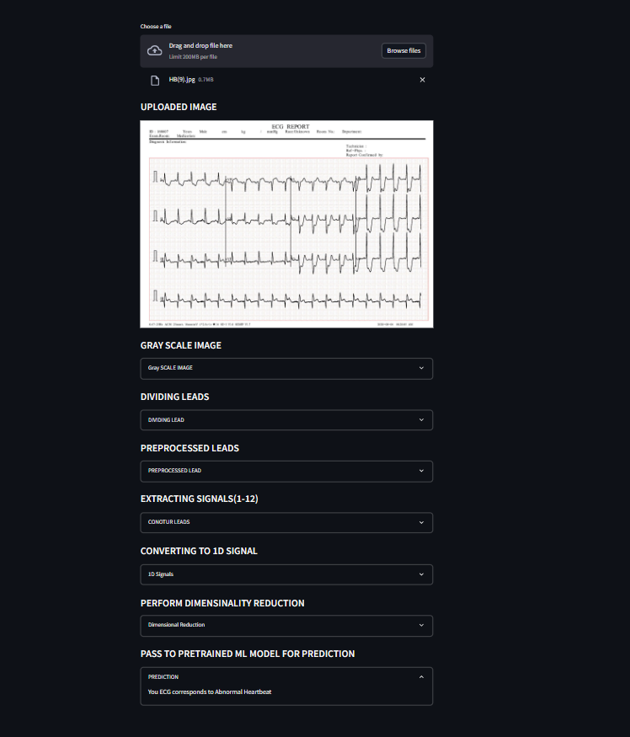 Choose a file
Drag and drop file here
Limit 200MB per file
Browse files
HB(9).jpg 0.7MB
UPLOADED IMAGE
ECG REPORT
Report Confirmed by
GRAY SCALE IMAGE
Gray SCALE IMAGE
DIVIDING LEADS
DIVIDING LEAD
PREPROCESSED LEADS
PREPROCESSED LEAD
EXTRACTING SIGNALS(1-12)
CONOTUR LEADS
CONVERTING TO 1D SIGNAL
1D Signals
PERFORM DIMENSINALITY REDUCTION
Dimensional Reduction
PASS TO PRETRAINED ML MODEL FOR PREDICTION
PREDICTION
You ECG corresponds to Abnormal Heartbeat